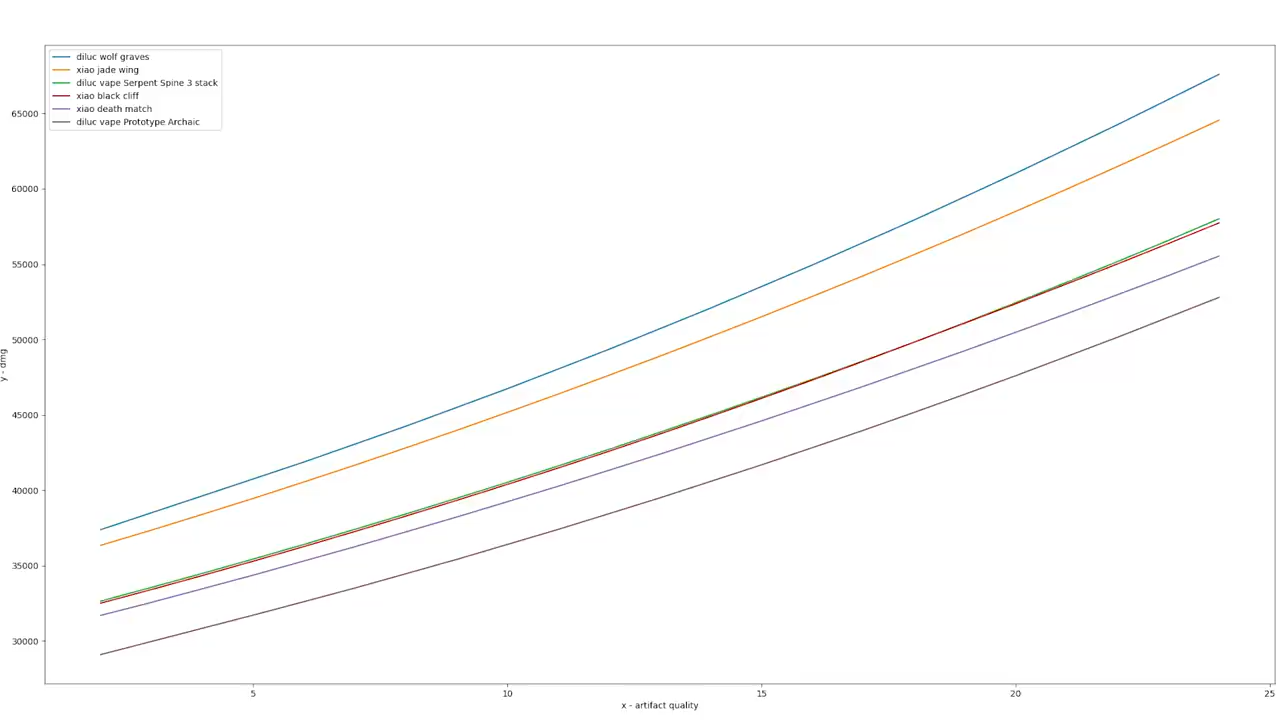 diluc wolf graves
xiao jade wing
diluc vape Serpent Spine 3 stack
xiao black cliff
xiao death match
diluc vape Prototype Archaic
65000
60000
55000
50000
45000
40000
35000
30000
y - dmg
5
10
15
20
25
x - artifact quality